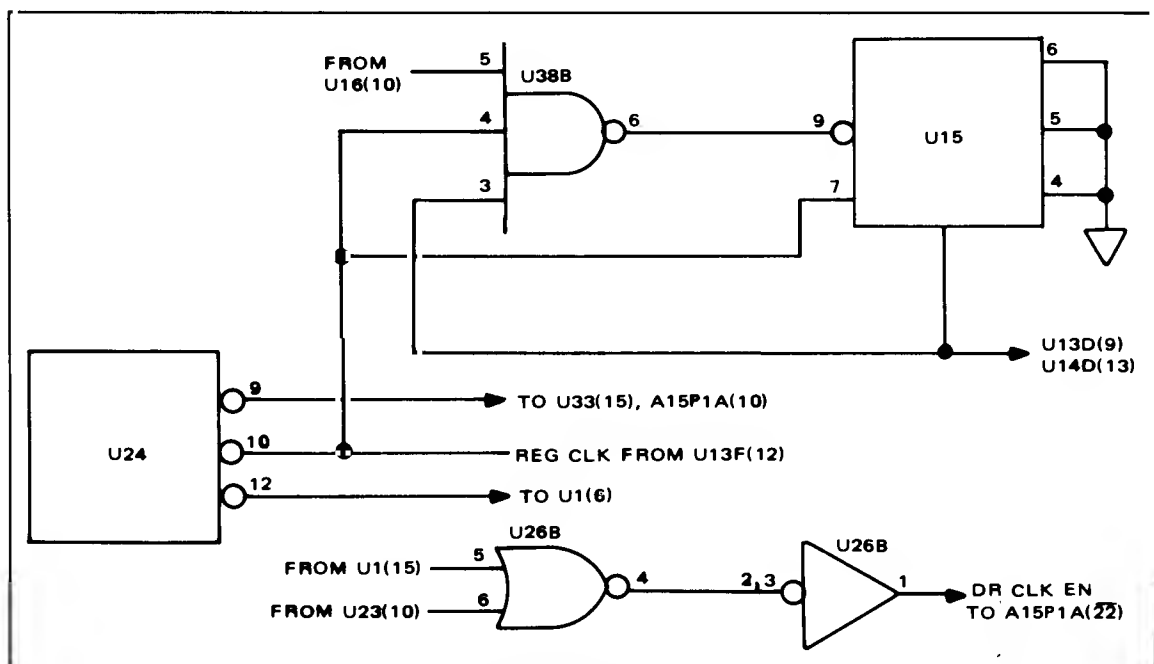 FROM
U16(10)
5
U38B
4
3
6
9
7
U15
6
5
4
U13D(9)
U14D(13)
U24
9
TO U33(15), A15P1A(10)
10
REG CLK FROM U13F(12)
12
TO U1(6)
U26B
FROM U1(15)
5
FROM U23(10)
6
4
2,3
U26B
1
DR CLK EN
TO A15P1A(2̅2̅)